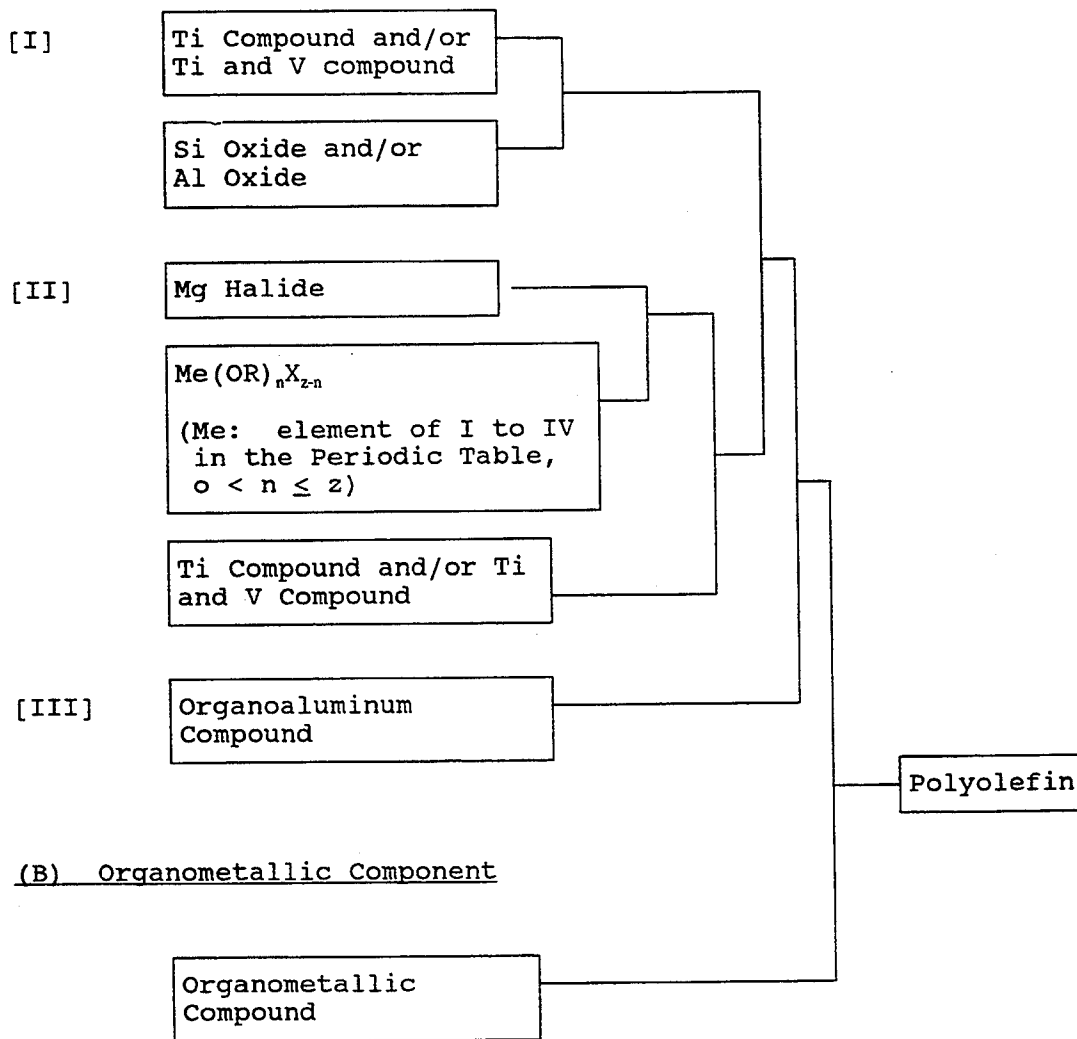 [I]
Ti Compound and/or
Ti and V compound
Si Oxide and/or
Al Oxide
[II]
Mg Halide
Me(OR)ₙX_z-n
(Me: element of I to IV
in the Periodic Table,
o < n ≤ z)
Ti Compound and/or Ti
and V Compound
[III]
Organoaluminum
Compound
Polyolefin
(B) Organometallic Component
Organometallic
Compound